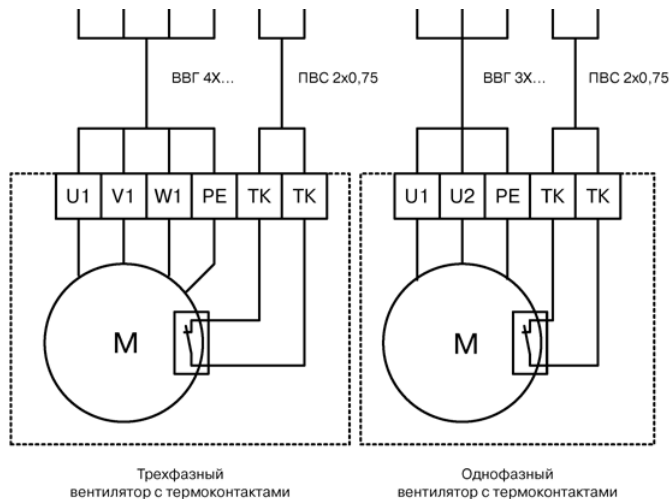 ВВГ 4Х... ПВС 2х0,75 ВВГ 3Х... ПВС 2х0,75
U1 V1 W1 PE TK TK U1 U2 PE TK TK
М М
Трехфазный
вентилятор с термоконтактами
Однофазный
вентилятор с термоконтактами